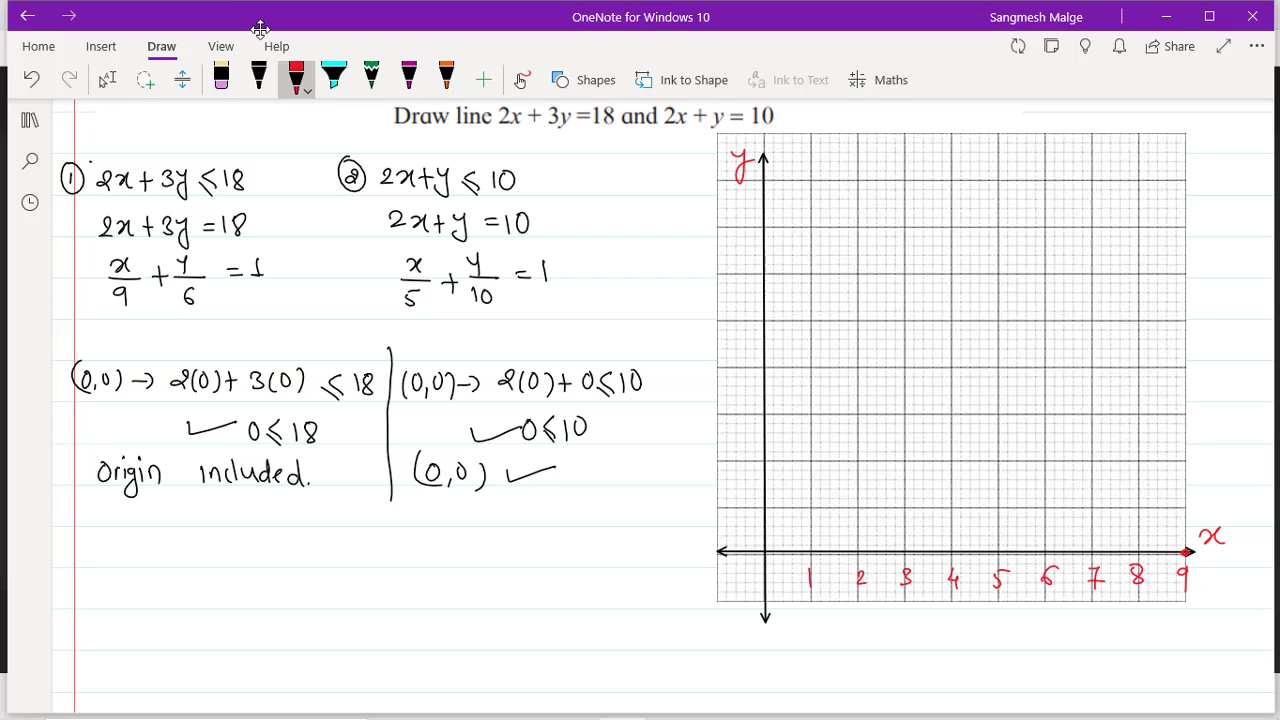 OneNote for Windows 10
Sangmesh Malge
Home Insert Draw View Help
Share
Shapes Ink to Shape Ink to Text Maths
Draw line 2x + 3y =18 and 2x + y = 10
① 2x + 3y ⩽ 18
2x + 3y = 18
x/9 + y/6 = 1
② 2x+y ⩽ 10
2x+y = 10
x/5 + y/10 = 1
(0,0) → 2(0)+ 3(0) ⩽ 18
✓ 0 ⩽ 18
Origin included.
(0,0) → 2(0)+ 0 ⩽ 10
✓ 0 ⩽ 10
(0,0) ✓
y
x
1 2 3 4 5 6 7 8 9